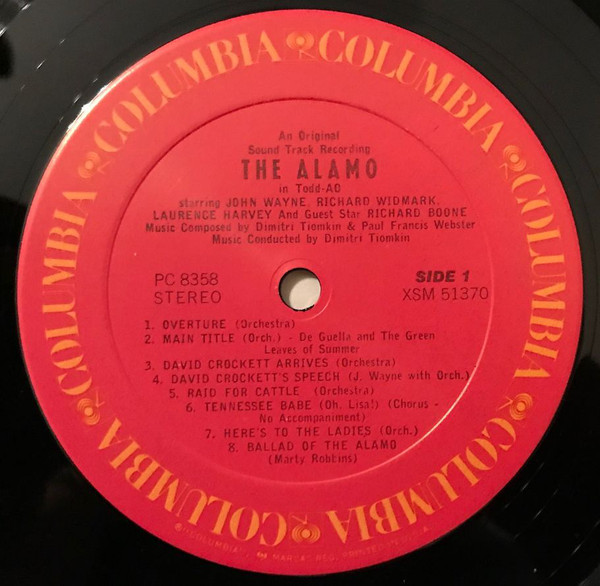 COLUMBIA COLUMBIA COLUMBIA COLUMBIA COLUMBIA COLUMBIA
An Original
Sound Track Recording
THE ALAMO
in Todd-AO
starring JOHN WAYNE, RICHARD WIDMARK,
LAURENCE HARVEY And Guest Star RICHARD BOONE
Music Composed by Dimitri Tiomkin & Paul Francis Webster
Music Conducted by Dimitri Tiomkin
PC 8358
STEREO
SIDE 1
XSM 51370
1. OVERTURE (Orchestra)
2. MAIN TITLE (Orch.) - De Guella and The Green
Leaves of Summer
3. DAVID CROCKETT ARRIVES (Orchestra)
4. DAVID CROCKETT'S SPEECH (J. Wayne with Orch.)
5. RAID FOR CATTLE (Orchestra)
6. TENNESSEE BABE (Oh, Lisa!) (Chorus -
No Accompaniment)
7. HERE'S TO THE LADIES (Orch.)
8. BALLAD OF THE ALAMO
(Marty Robbins)
MARCAS REG. PRINTED